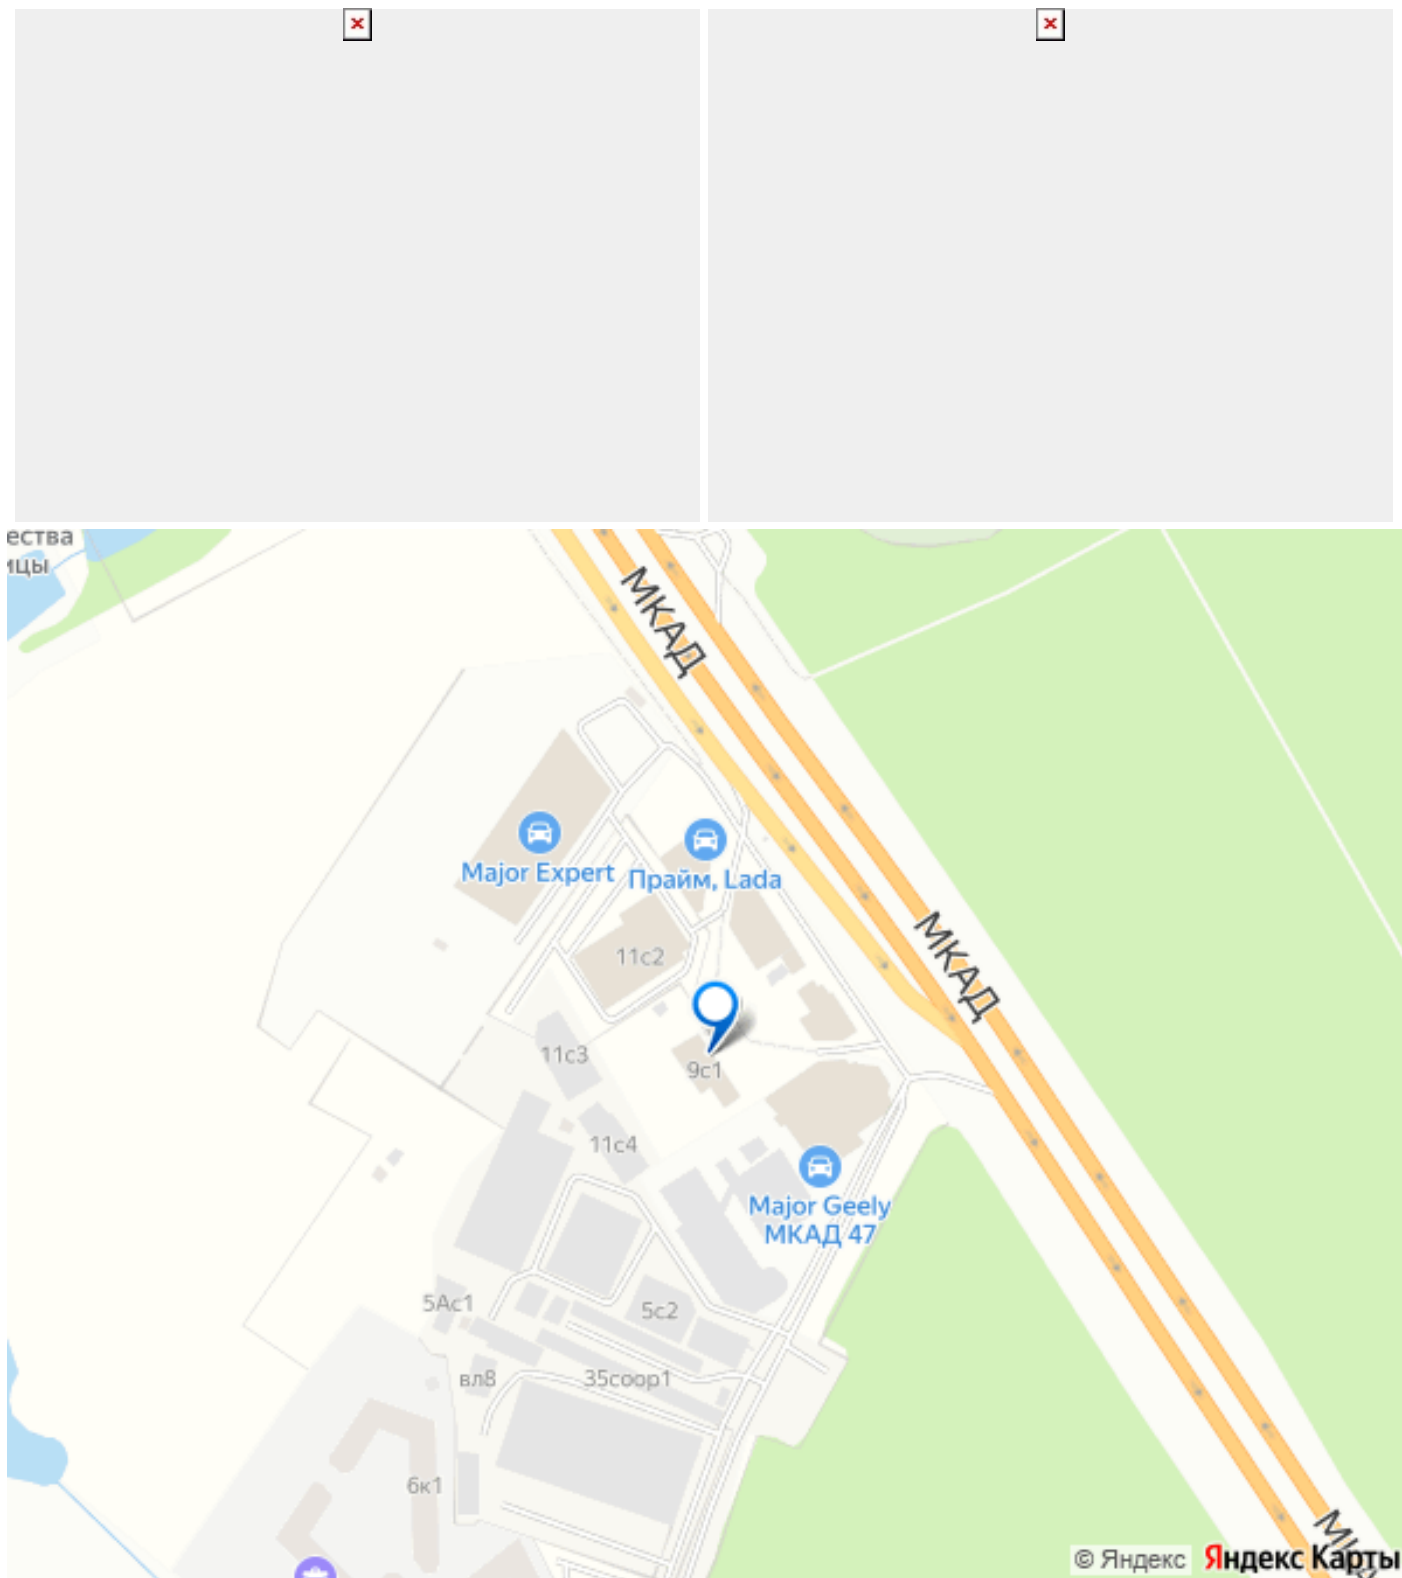 ества
ицы
МКАД
Major Expert
Прайм, Lada
11с2
МКАД
11с3
9с1
11с4
Major Geely
МКАД 47
5Ас1
5с2
вл8
35соор1
6к1
© Яндекс
Яндекс Карты